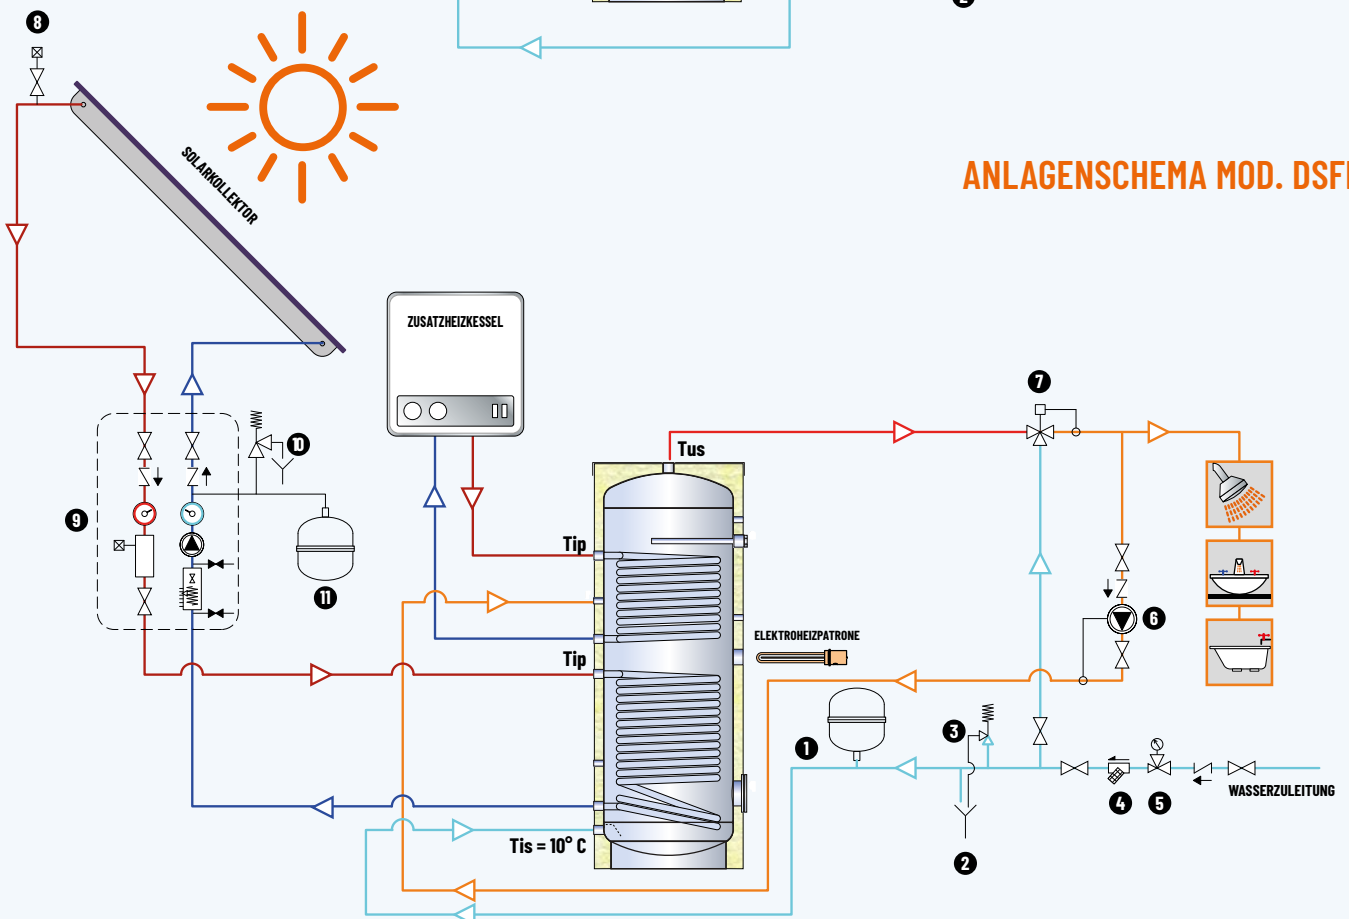 2
8
SOLARKOLLEKTOR
ANLAGENSCHEMA MOD.
ZUSATZHEIZKESSEL
7
10
Tus
9
Tip
11
ELEKTROHEIZPATRONE
6
Tip
3
1
WASSERZULEITUNG
4
5
Tis = 10° C
2